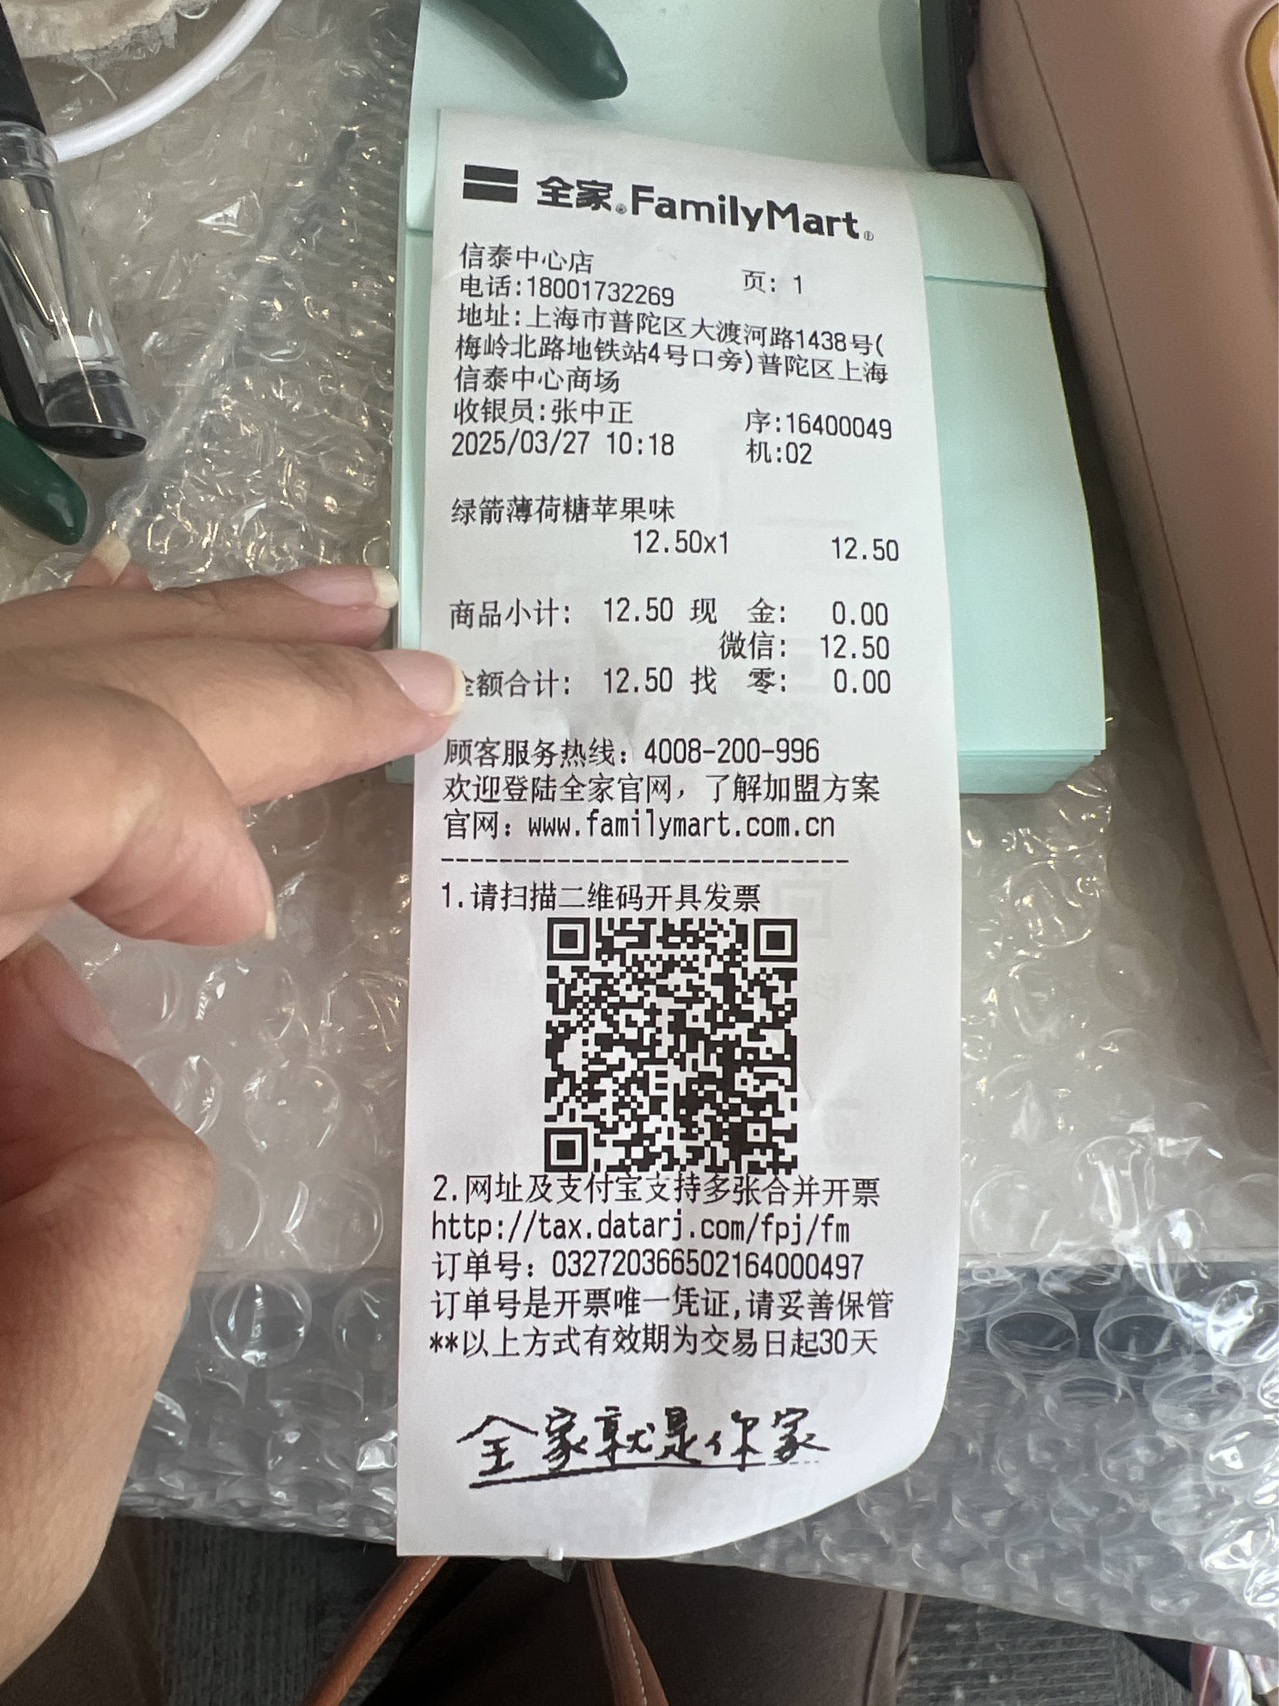 全家 FamilyMart
信泰中心店 页: 1
电话:18001732269
地址:上海市普陀区大渡河路1438号(
梅岭北路地铁站4号口旁)普陀区上海
信泰中心商场
收银员:张中正 序:16400049
2025/03/27 10:18 机:02
绿箭薄荷糖苹果味
12.50x1 12.50
商品小计: 12.50 现 金: 0.00
微信: 12.50
金额合计: 12.50 找 零: 0.00
顾客服务热线: 4008-200-996
欢迎登陆全家官网，了解加盟方案
官网: www.familymart.com.cn
----------------------------
1.请扫描二维码开具发票
2.网址及支付宝支持多张合并开票
http://tax.datarj.com/fpj/fm
订单号: 032720366502164000497
订单号是开票唯一凭证,请妥善保管
**以上方式有效期为交易日起30天
全家就是你家